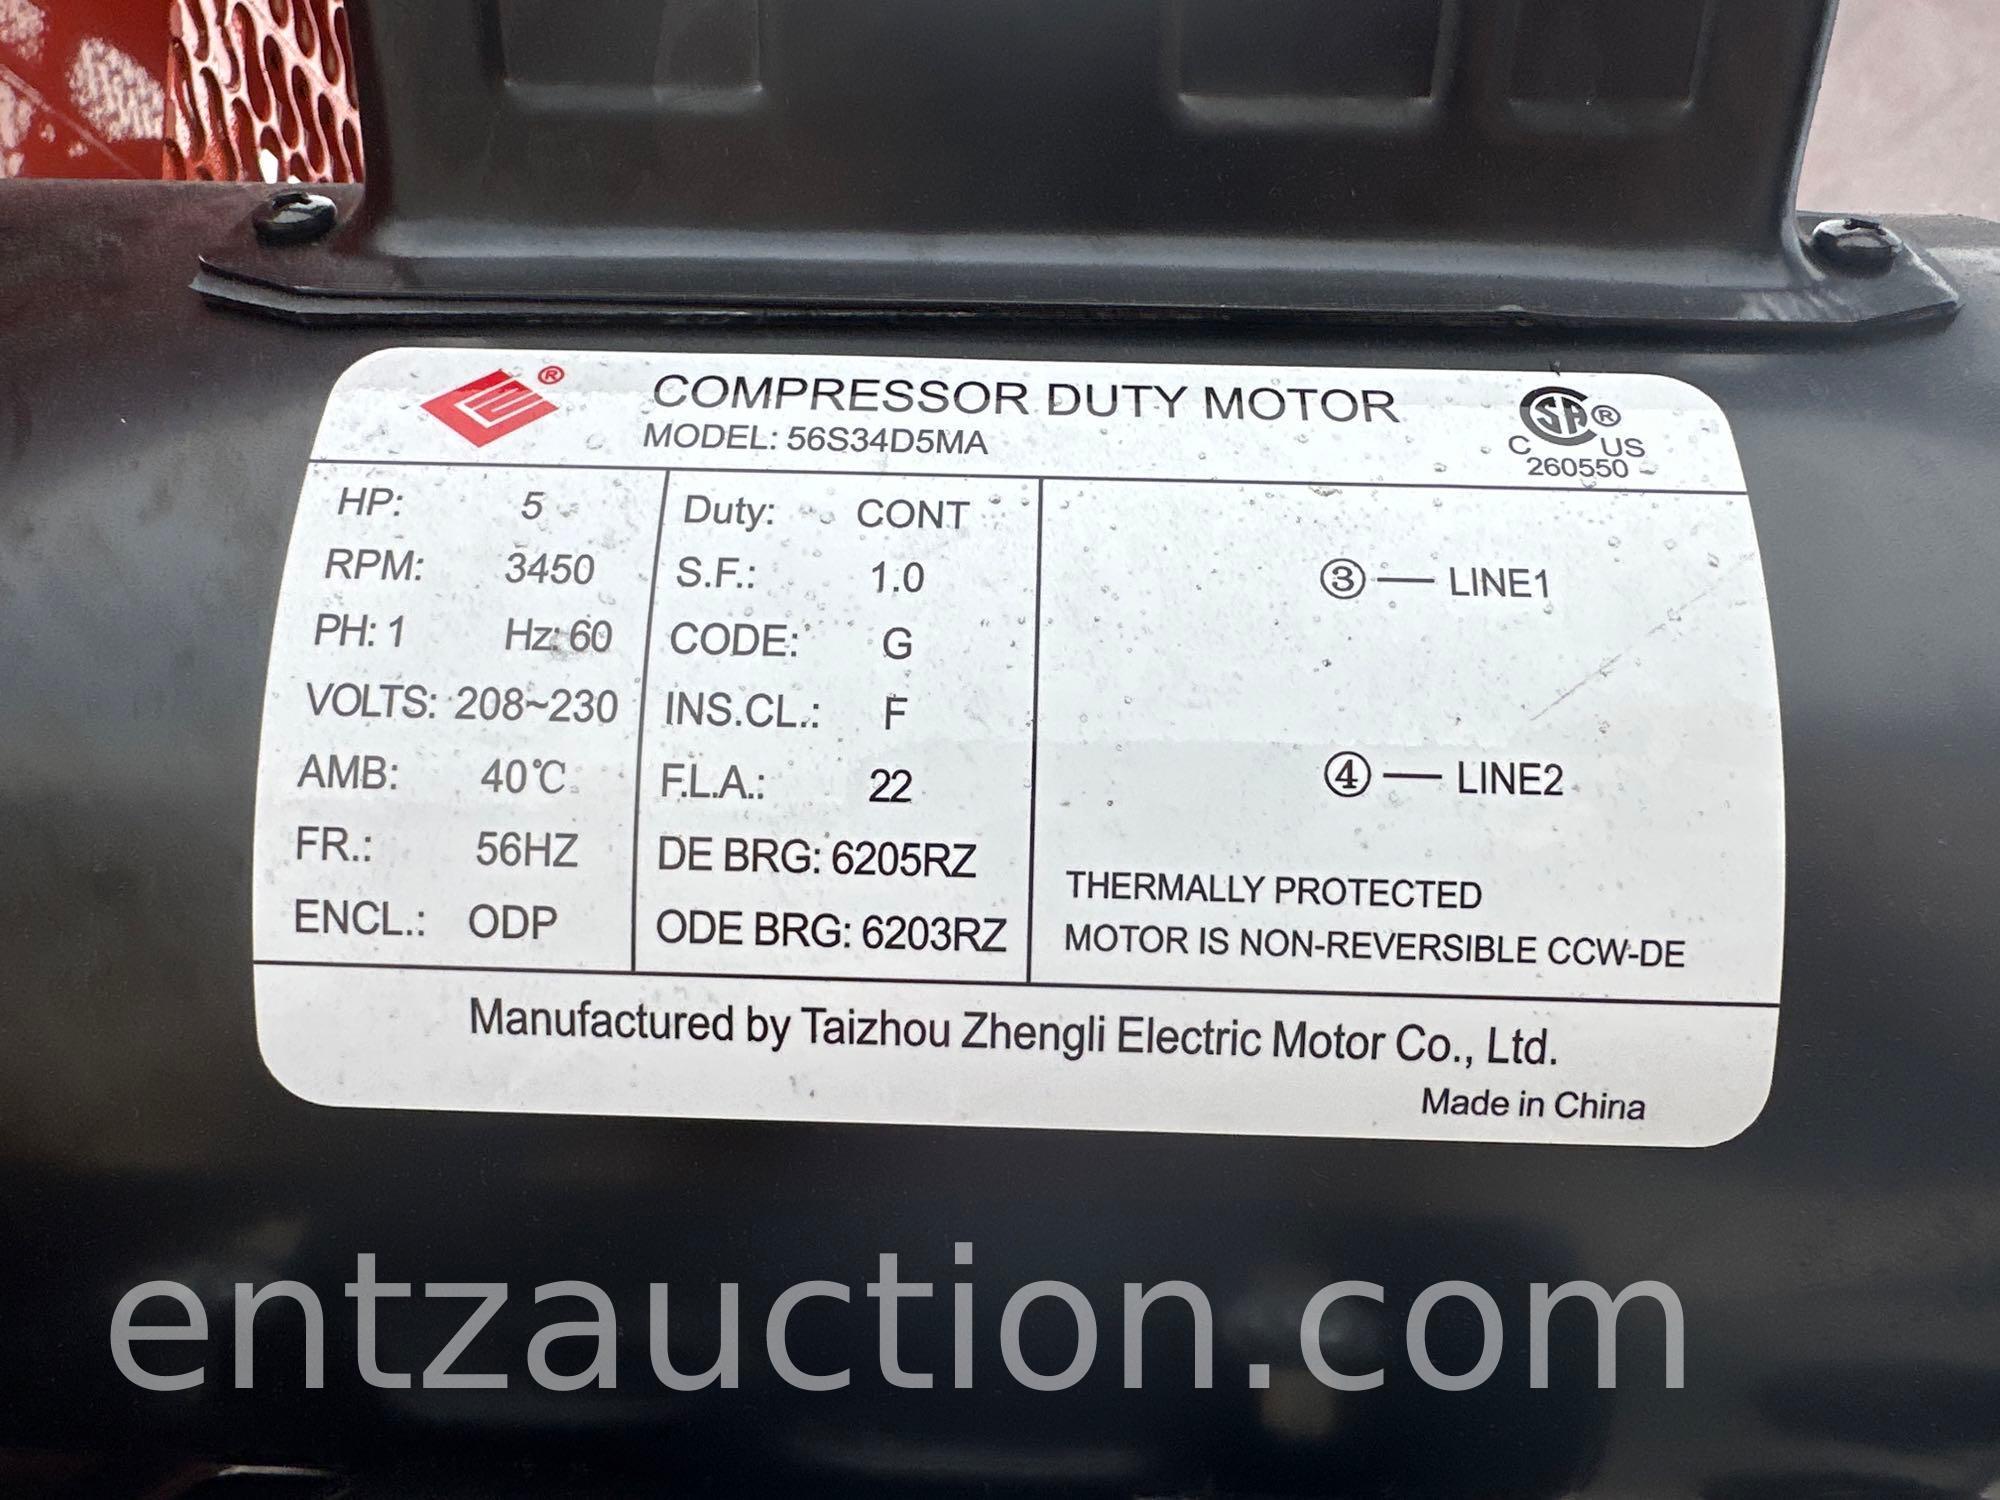 COMPRESSOR DUTY MOTOR
MODEL: 56S34D5MA
CSA® C US
260550
HP: 5
RPM: 3450
PH: 1 Hz: 60
VOLTS: 208~230
AMB: 40℃
FR.: 56HZ
ENCL.: ODP
Duty: CONT
S.F.: 1.0
CODE: G
INS.CL.: F
F.L.A.: 22
DE BRG: 6205RZ
ODE BRG: 6203RZ
③ — LINE1
④ — LINE2
THERMALLY PROTECTED
MOTOR IS NON-REVERSIBLE CCW-DE
Manufactured by Taizhou Zhengli Electric Motor Co., Ltd.
Made in China
entzauction.com